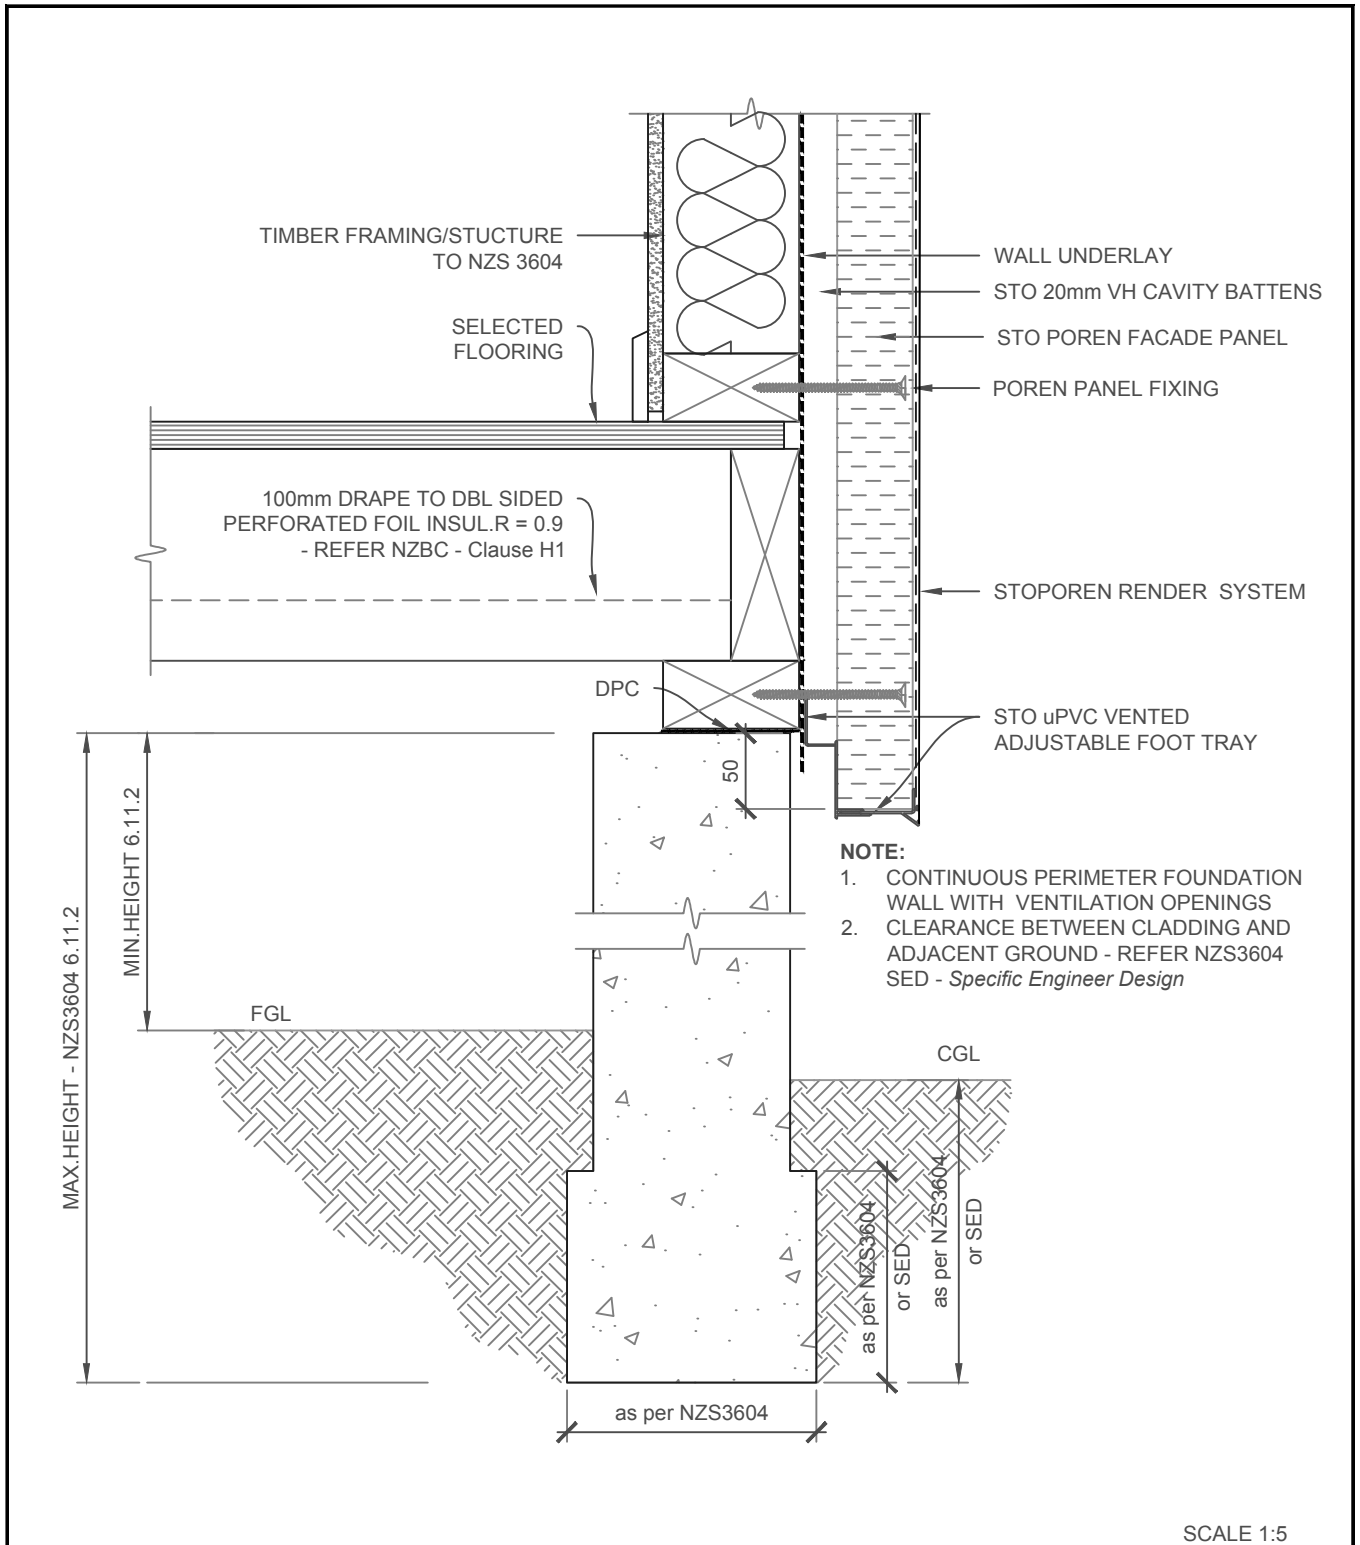 TIMBER FRAMING/STUCTURE
TO NZS 3604
SELECTED
FLOORING
100mm DRAPE TO DBL SIDED
PERFORATED FOIL INSUL.R = 0.9
- REFER NZBC - Clause H1
DPC
WALL UNDERLAY
STO 20mm VH CAVITY BATTENS
STO POREN FACADE PANEL
POREN PANEL FIXING
STOPOREN RENDER SYSTEM
STO uPVC VENTED
ADJUSTABLE FOOT TRAY
50
NOTE:
1. CONTINUOUS PERIMETER FOUNDATION
WALL WITH VENTILATION OPENINGS
2. CLEARANCE BETWEEN CLADDING AND
ADJACENT GROUND - REFER NZS3604
SED - Specific Engineer Design
MAX.HEIGHT - NZS3604 6.11.2
MIN.HEIGHT 6.11.2
FGL
CGL
as per NZS3604
or SED
as per NZS3604
or SED
as per NZS3604
SCALE 1:5